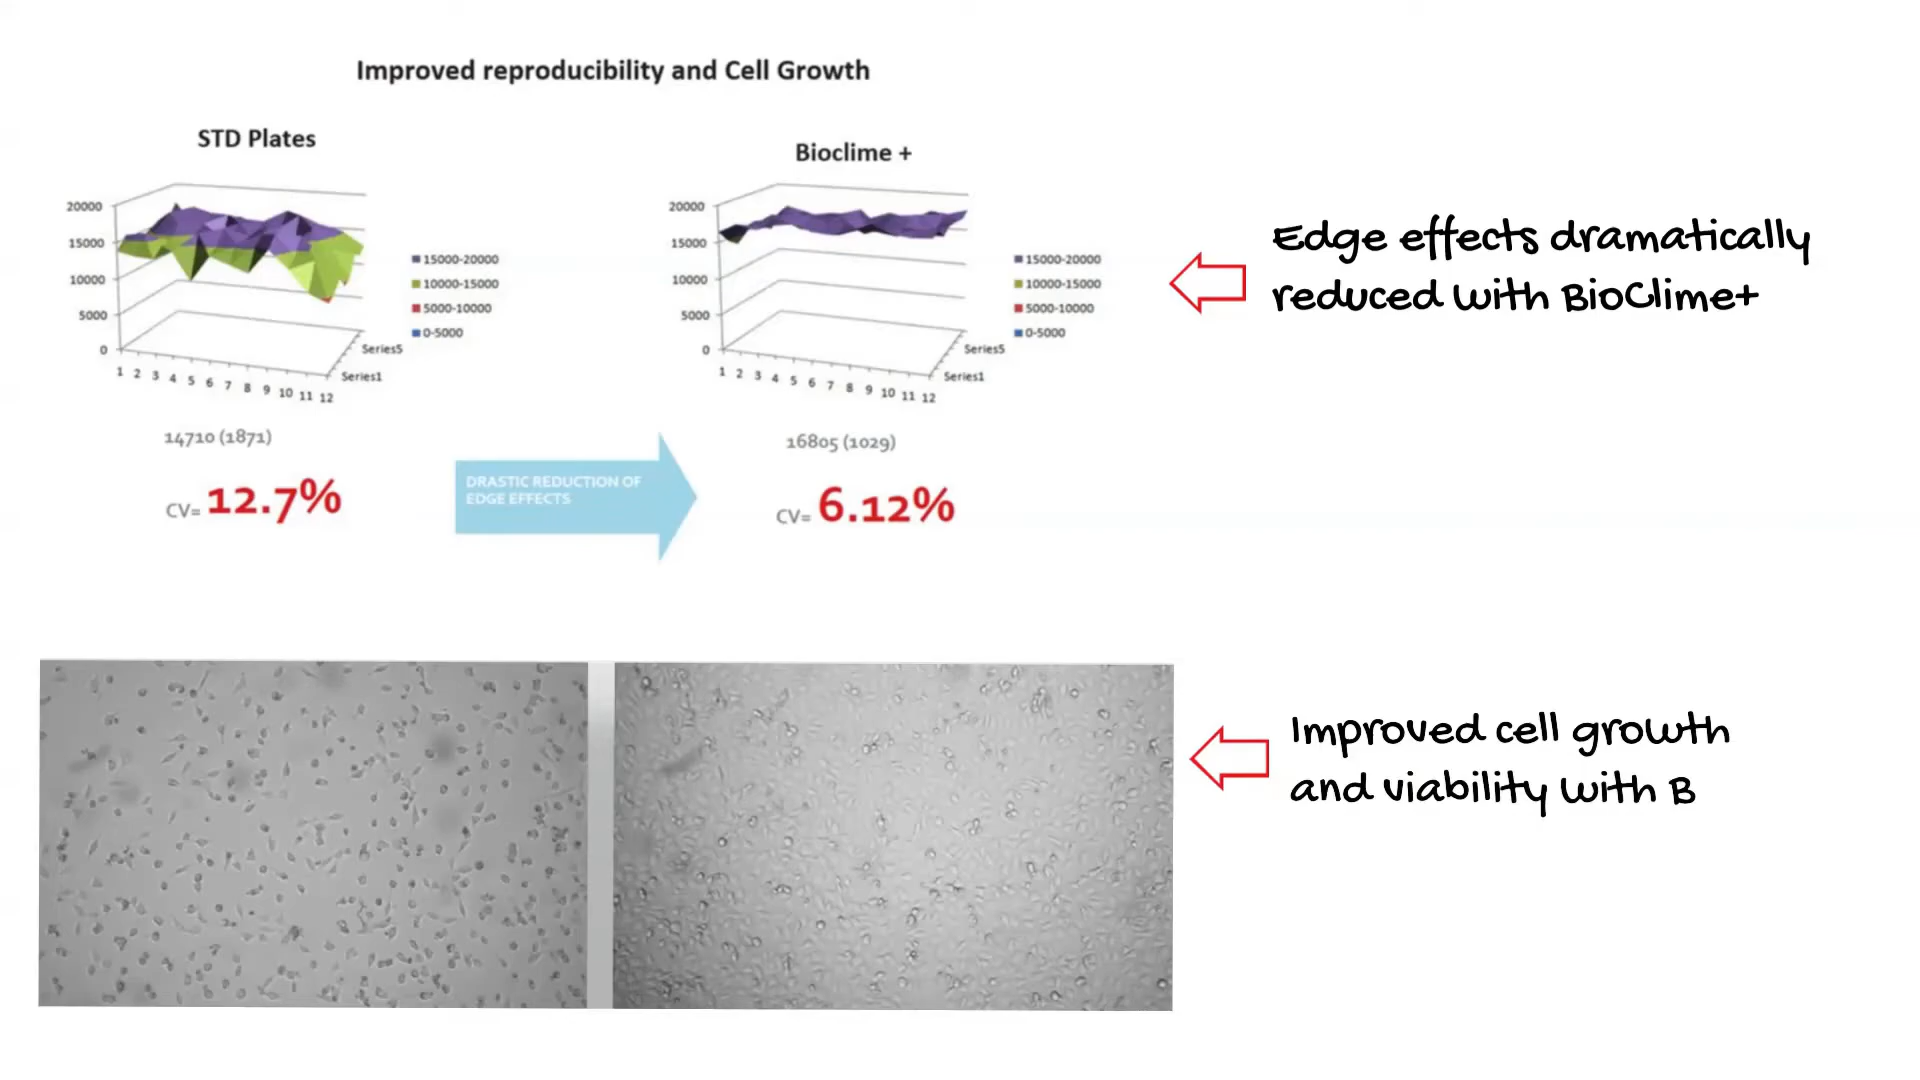 Improved reproducibility and Cell Growth
STD Plates
20000
15000
10000
5000
0
1 2 3 4 5 6 7 8 9 10 11 12
Series5
Series1
15000-20000
10000-15000
5000-10000
0-5000
14710 (1871)
CV= 12.7%
DRASTIC REDUCTION OF
EDGE EFFECTS
Bioclime +
20000
15000
10000
5000
0
1 2 3 4 5 6 7 8 9 10 11 12
Series5
Series1
15000-20000
10000-15000
5000-10000
0-5000
16805 (1029)
CV= 6.12%
Edge effects dramatically
reduced with BioClime+
Improved cell growth
and viability with B